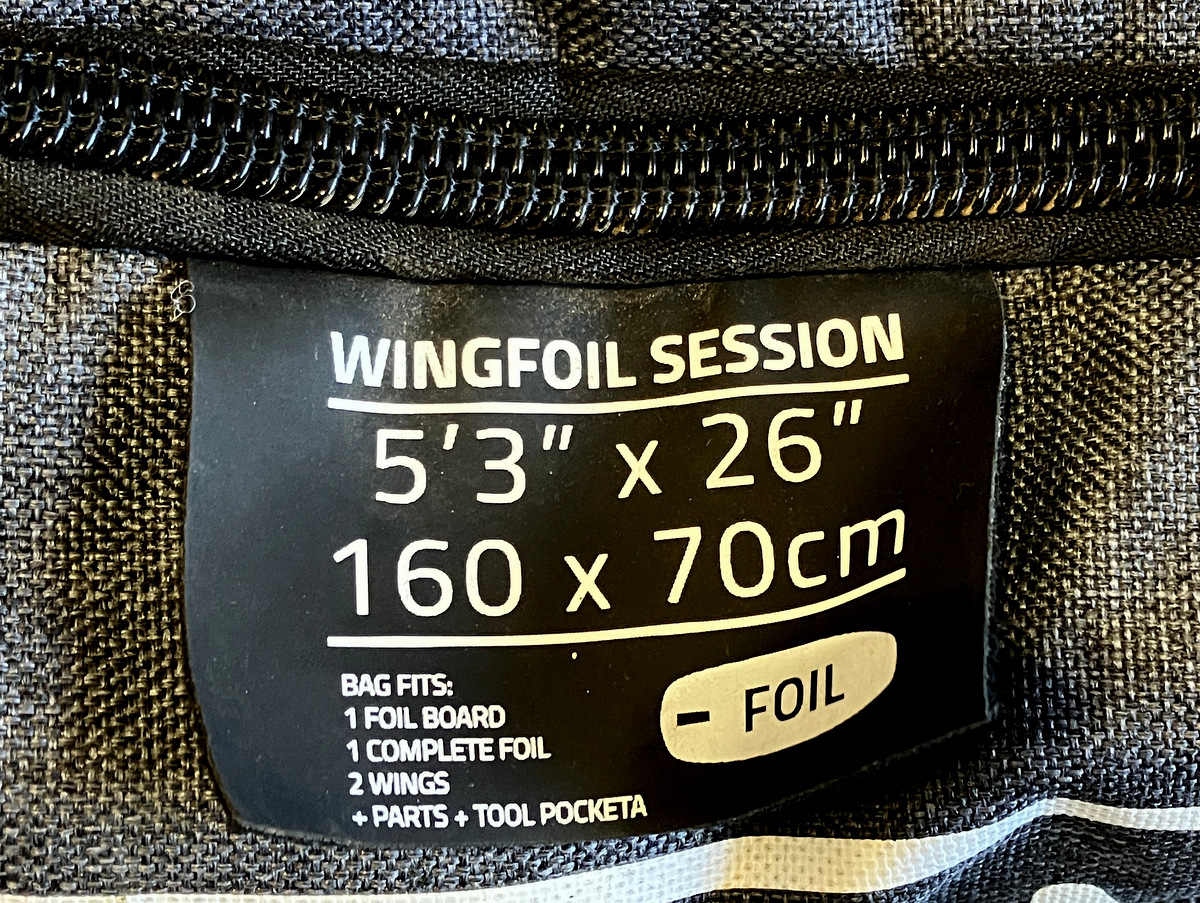 WINGFOIL SESSION
5'3" x 26"
160 x 70cm
BAG FITS:
1 FOIL BOARD
1 COMPLETE FOIL
2 WINGS
+ PARTS + TOOL POCKETA
- FOIL